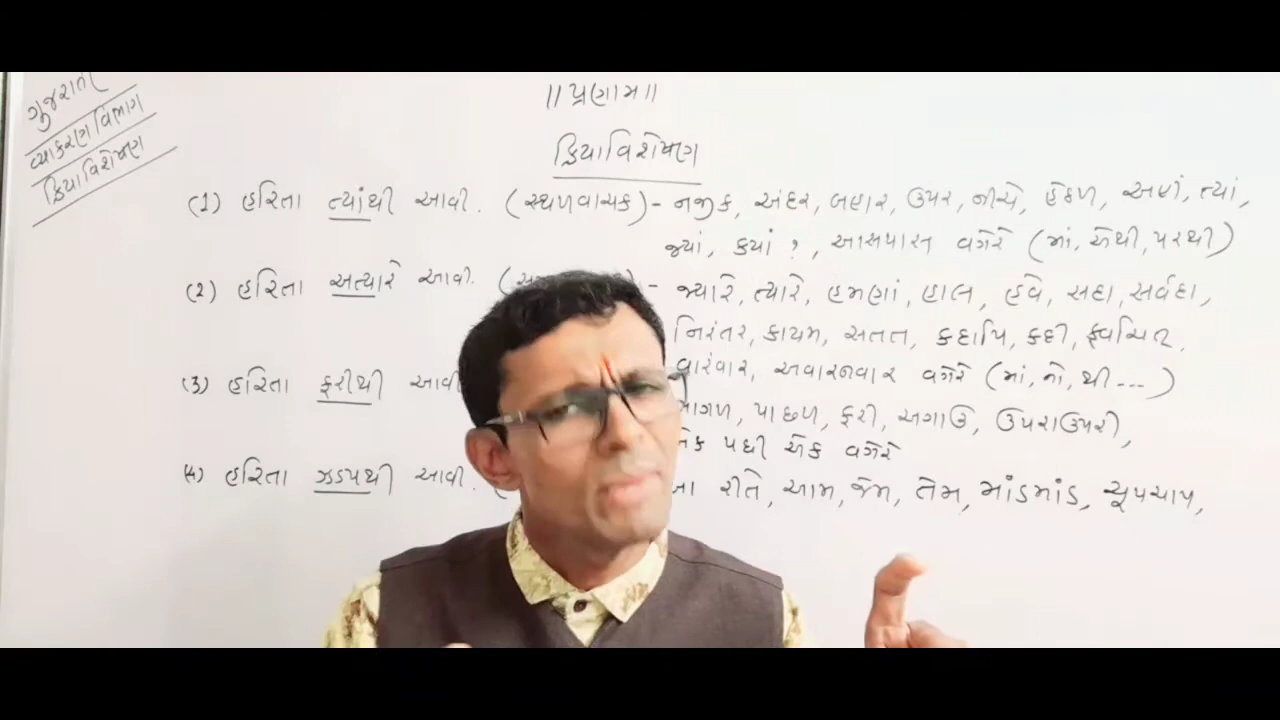 ગુજરાતી
વ્યાકરણ વિભાગ
ક્રિયાવિશેષણ
॥ પ્રણામ ॥
ક્રિયાવિશેષણ
(1) હરિતા ત્યાંથી આવી. (સ્થળવાચક) - નજીક, અંદર, બહાર, ઉપર, નીચે, હેઠળ, અહીં, ત્યાં,
જ્યાં, ક્યાં ?, આસપાસ વગેરે (માં, એથી, પરથી)
(2) હરિતા અત્યારે આવી. - જ્યારે, ત્યારે, હમણાં, હાલ, હવે, સદા, સર્વદા,
નિરંતર, કાયમ, સતત, કદાપિ, કદી, ક્વચિત્,
વારંવાર, અવારનવાર વગેરે (માં, નો, થી...)
(3) હરિતા ફરીથી આવી
પાછળ, ફરી, અગાઉ, ઉપરાઉપરી,
પછી એક વગેરે
(4) હરિતા ઝડપથી આવી. રીતે, આમ, જેમ, તેમ, માંડમાંડ, ચૂપચાપ,